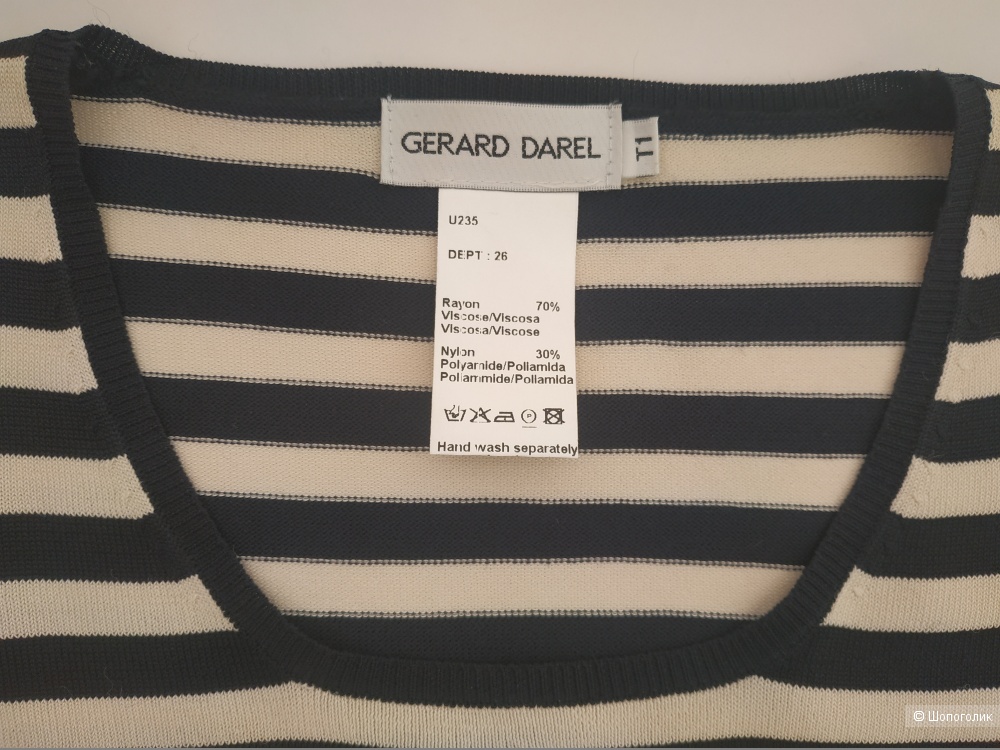 GERARD DAREL
T1
U235
DEPT : 26
Rayon 70%
Viscose/Viscosa
Viscosa/Viscose
Nylon 30%
Polyamide/Poliamida
Poliammide/Poliamida
P
Hand wash separately
© Шопоголик